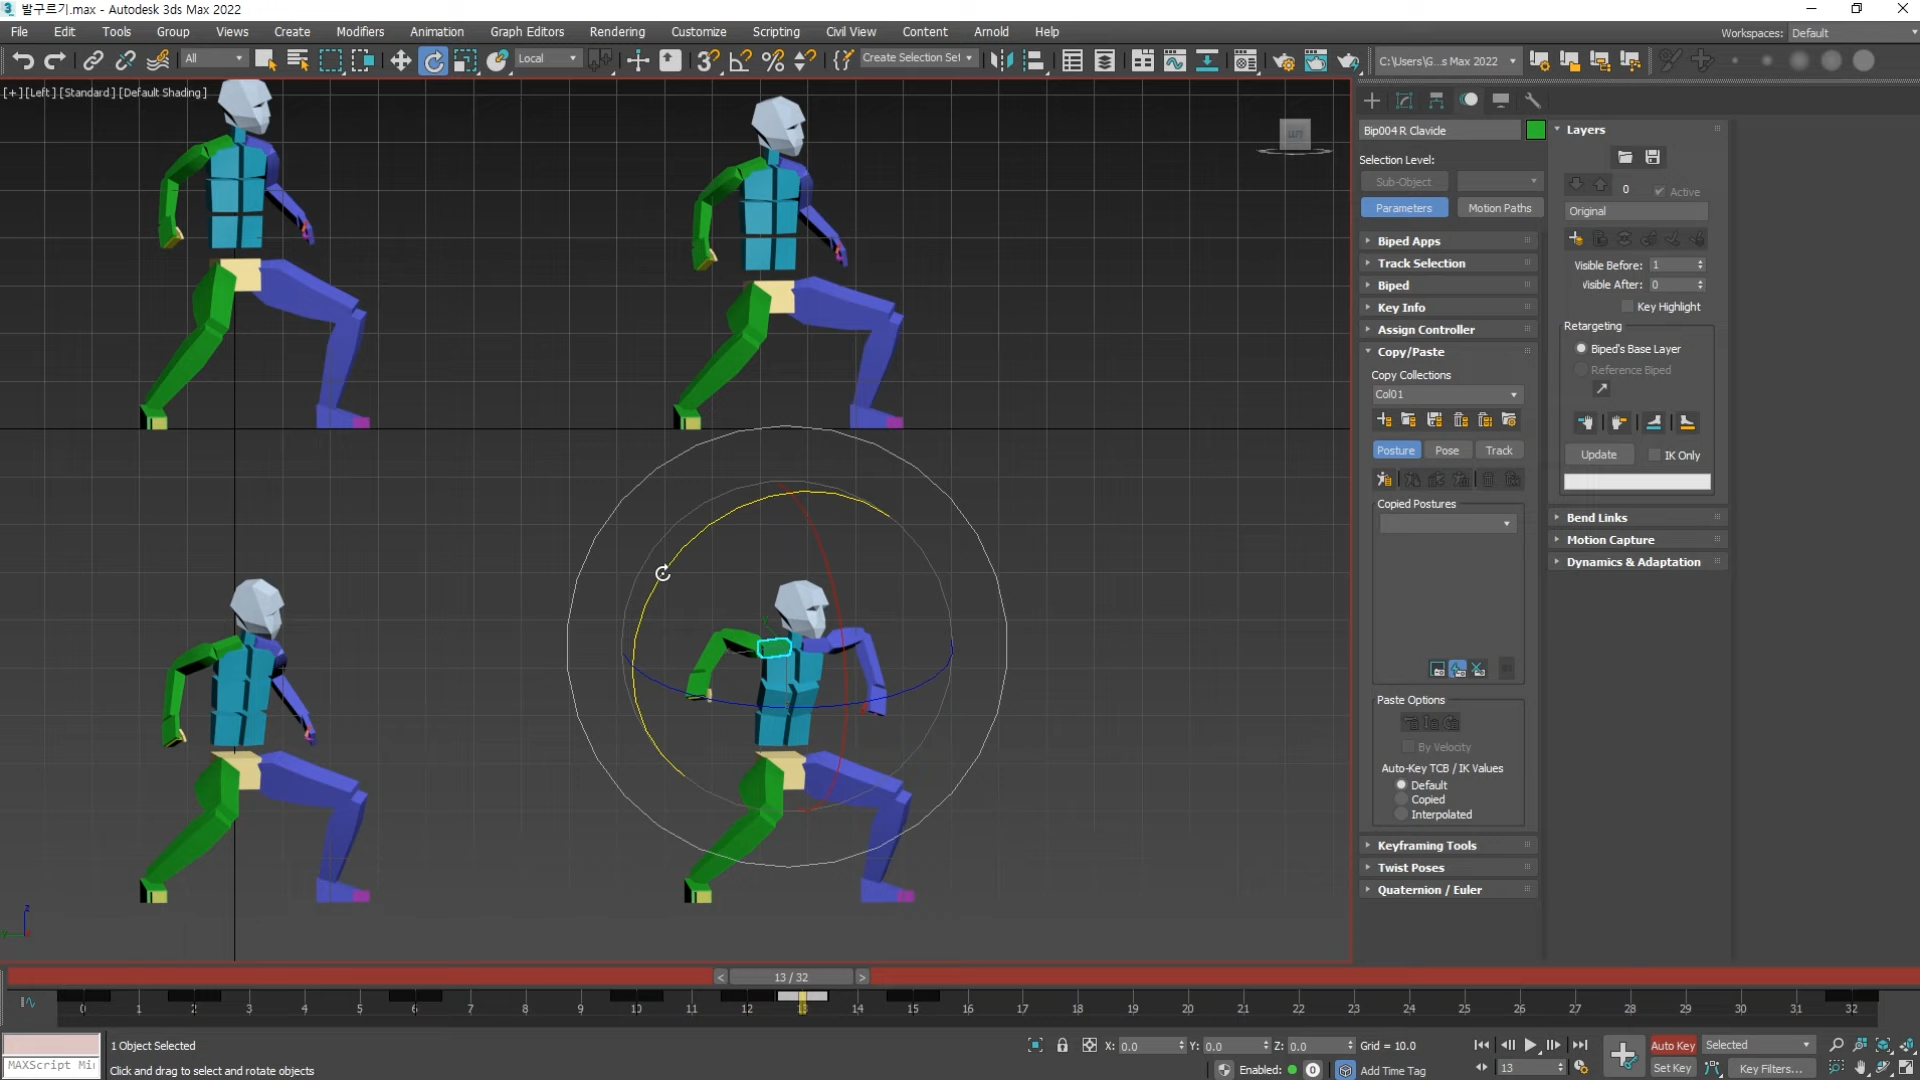 3 발구르기.max - Autodesk 3ds Max 2022
File Edit Tools Group Views Create Modifiers Animation Graph Editors Rendering Customize Scripting Civil View Content Arnold Help
Workspaces: Default
All Local Create Selection Set C:\Users\G...s Max 2022
[+] [Left] [Standard] [Default Shading]
LEFT
Bip004 R Clavicle
Selection Level:
Sub-Object
Parameters Motion Paths
Biped Apps
Track Selection
Biped
Key Info
Assign Controller
Copy/Paste
Copy Collections
Col01
Posture Pose Track
Copied Postures
Paste Options
By Velocity
Auto-Key TCB / IK Values
Default
Copied
Interpolated
Keyframing Tools
Twist Poses
Quaternion / Euler
Layers
0 Active
Original
Visible Before: 1
Visible After: 0
Key Highlight
Retargeting
Biped's Base Layer
Reference Biped
Update IK Only
Bend Links
Motion Capture
Dynamics & Adaptation
z
y
< 13 / 32 >
0 1 2 3 4 5 6 7 8 9 10 11 12 13 14 15 16 17 18 19 20 21 22 23 24 25 26 27 28 29 30 31 32
1 Object Selected
X: 0.0 Y: 0.0 Z: 0.0 Grid = 10.0
Auto Key Selected
MAXScript Mi
Click and drag to select and rotate objects
Enabled: 0 Add Time Tag
13
Set Key Key Filters...